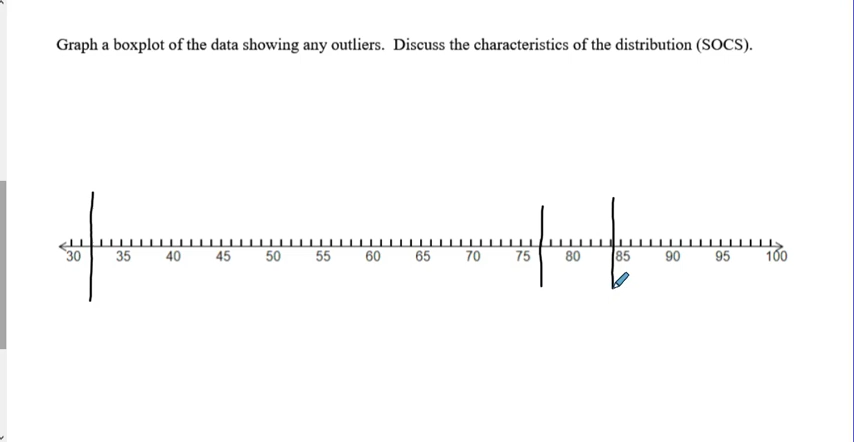 Graph a boxplot of the data showing any outliers.  Discuss the characteristics of the distribution (SOCS).
30 35 40 45 50 55 60 65 70 75 80 85 90 95 100